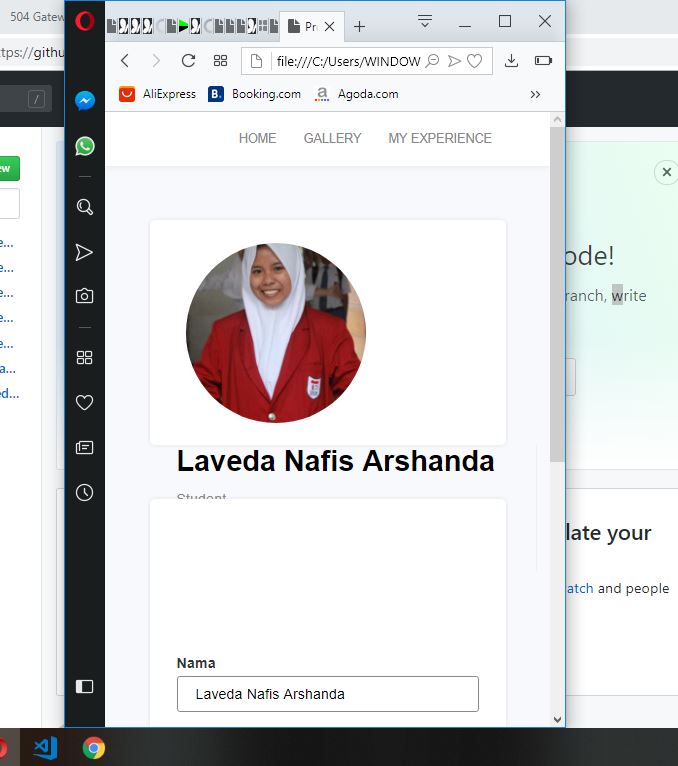 504 Gatew
Pr
ttps://githu
file:///C:/Users/WINDOW
AliExpress
B. Booking.com
a Agoda.com
/
HOME GALLERY MY EXPERIENCE
ew
ode!
ranch, write
e...
e...
e...
e...
e...
a...
ed...
Laveda Nafis Arshanda
Student
late your
atch and people
Nama
Laveda Nafis Arshanda